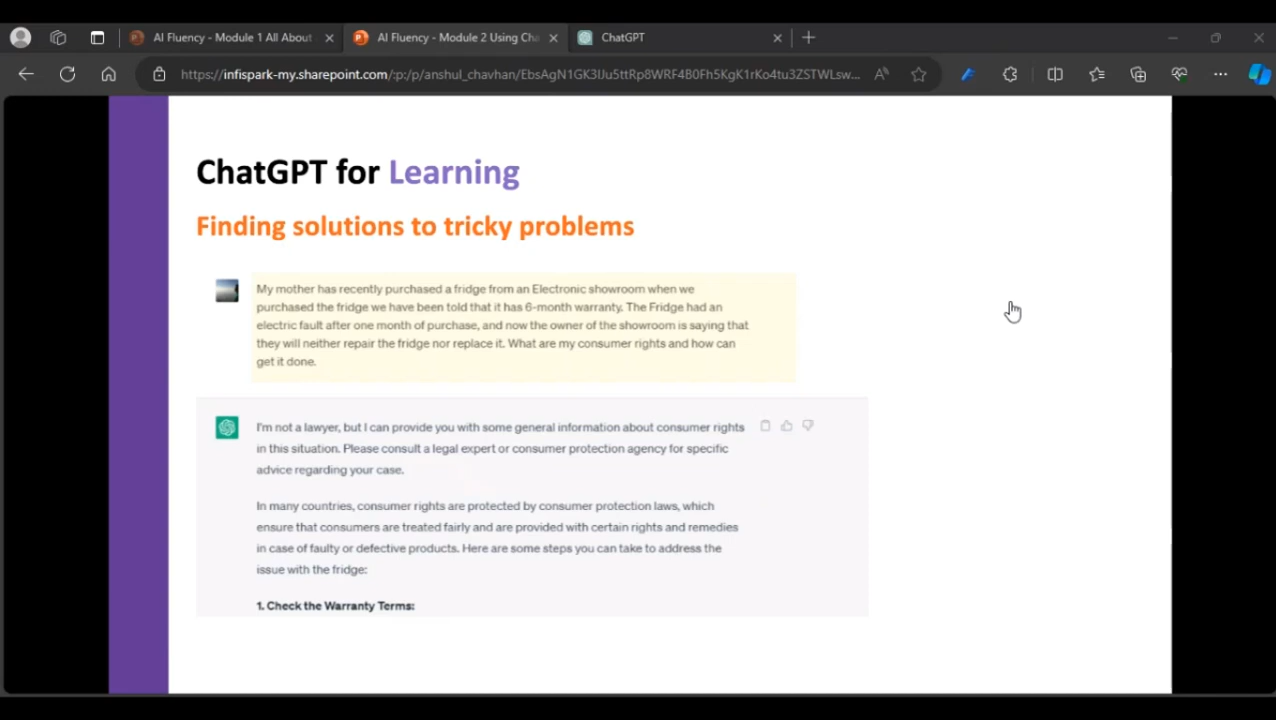 AI Fluency - Module 1 All About
AI Fluency - Module 2 Using Cha
ChatGPT
https://infispark-my.sharepoint.com/:p:/p/anshul_chavhan/EbsAgN1GK3IJu5ttRp8WRF4B0Fh5KgK1rKo4tu3ZSTWLsw...
ChatGPT for Learning
Finding solutions to tricky problems
My mother has recently purchased a fridge from an Electronic showroom when we
purchased the fridge we have been told that it has 6-month warranty. The Fridge had an
electric fault after one month of purchase, and now the owner of the showroom is saying that
they will neither repair the fridge nor replace it. What are my consumer rights and how can
get it done.
I'm not a lawyer, but I can provide you with some general information about consumer rights
in this situation. Please consult a legal expert or consumer protection agency for specific
advice regarding your case.
In many countries, consumer rights are protected by consumer protection laws, which
ensure that consumers are treated fairly and are provided with certain rights and remedies
in case of faulty or defective products. Here are some steps you can take to address the
issue with the fridge:
1. Check the Warranty Terms: